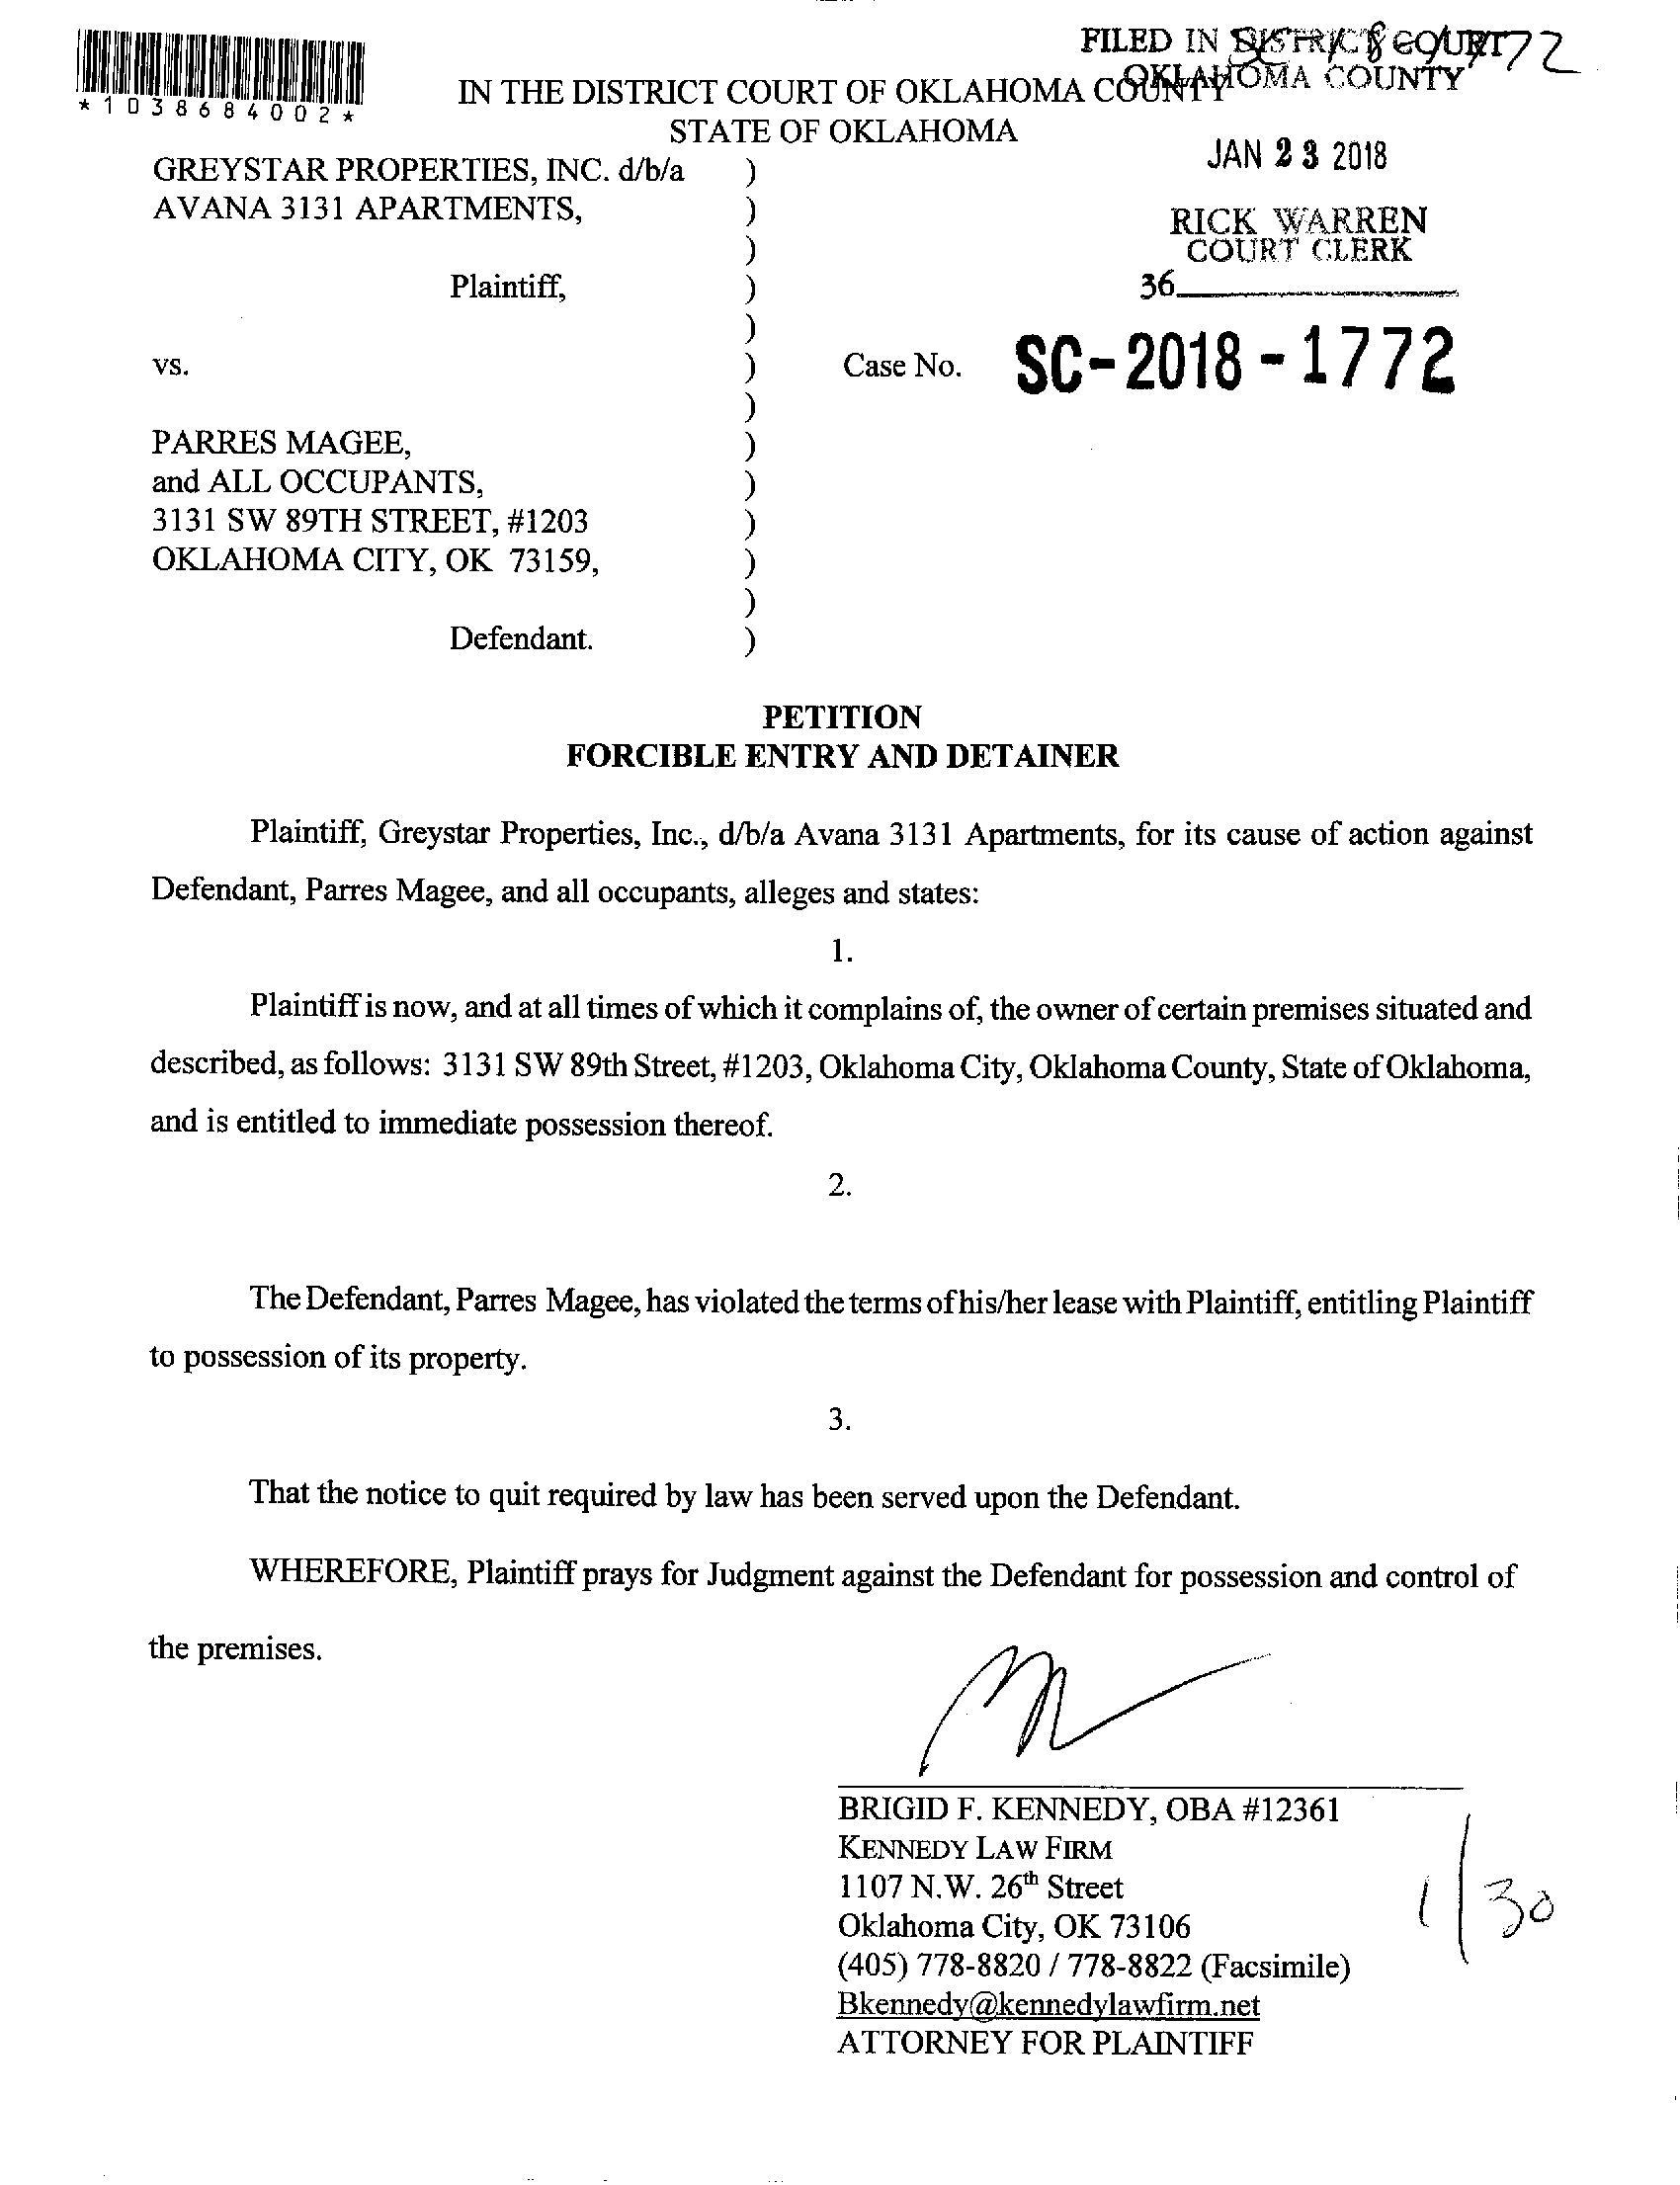 FILED IN DISTRICT COURT
OKLAHOMA COUNTY
*1038684002*
IN THE DISTRICT COURT OF OKLAHOMA COUNTY
STATE OF OKLAHOMA
JAN 23 2018
RICK WARREN
COURT CLERK
36
GREYSTAR PROPERTIES, INC. d/b/a )
AVANA 3131 APARTMENTS, )
)
Plaintiff, )
)
vs. ) Case No. SC-2018-1772
)
PARRES MAGEE, )
and ALL OCCUPANTS, )
3131 SW 89TH STREET, #1203 )
OKLAHOMA CITY, OK 73159, )
)
Defendant. )
PETITION
FORCIBLE ENTRY AND DETAINER
Plaintiff, Greystar Properties, Inc., d/b/a Avana 3131 Apartments, for its cause of action against
Defendant, Parres Magee, and all occupants, alleges and states:
1.
Plaintiff is now, and at all times of which it complains of, the owner of certain premises situated and
described, as follows: 3131 SW 89th Street, #1203, Oklahoma City, Oklahoma County, State of Oklahoma,
and is entitled to immediate possession thereof.
2.
The Defendant, Parres Magee, has violated the terms of his/her lease with Plaintiff, entitling Plaintiff
to possession of its property.
3.
That the notice to quit required by law has been served upon the Defendant.
WHEREFORE, Plaintiff prays for Judgment against the Defendant for possession and control of
the premises.
BRIGID F. KENNEDY, OBA #12361
KENNEDY LAW FIRM
1107 N.W. 26th Street
Oklahoma City, OK 73106
(405) 778-8820 / 778-8822 (Facsimile)
Bkennedy@kennedylawfirm.net
ATTORNEY FOR PLAINTIFF
1/30